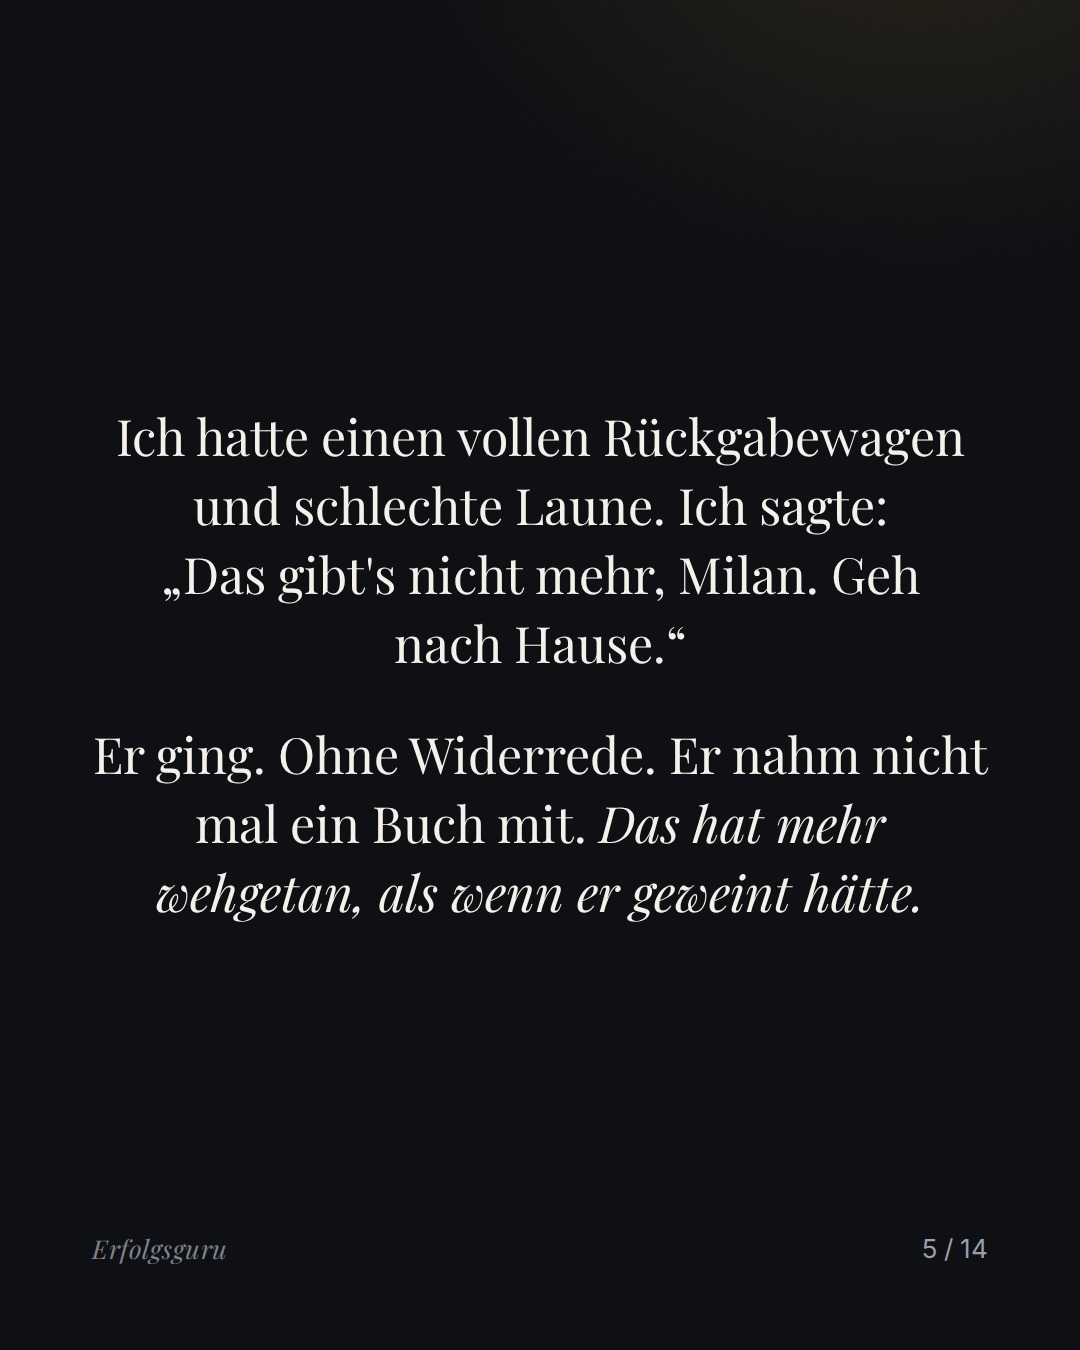 Ich hatte einen vollen Rückgabewagen
und schlechte Laune. Ich sagte:
„Das gibt's nicht mehr, Milan. Geh
nach Hause.“
Er ging. Ohne Widerrede. Er nahm nicht
mal ein Buch mit. Das hat mehr
wehgetan, als wenn er geweint hätte.
Erfolgsguru
5 / 14